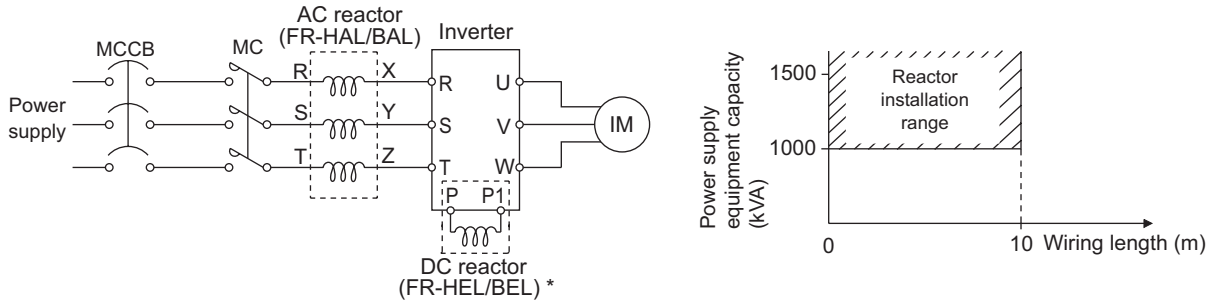 AC reactor
(FR-HAL/BAL)
Inverter
MCCB
MC
R
X
R
U
Power
supply
S
Y
S
V
IM
T
Z
T
W
P
P1
DC reactor
(FR-HEL/BEL) *
Power supply
equipment capacity
(kVA)
1500
1000
Reactor
installation
range
0
10
Wiring length (m)